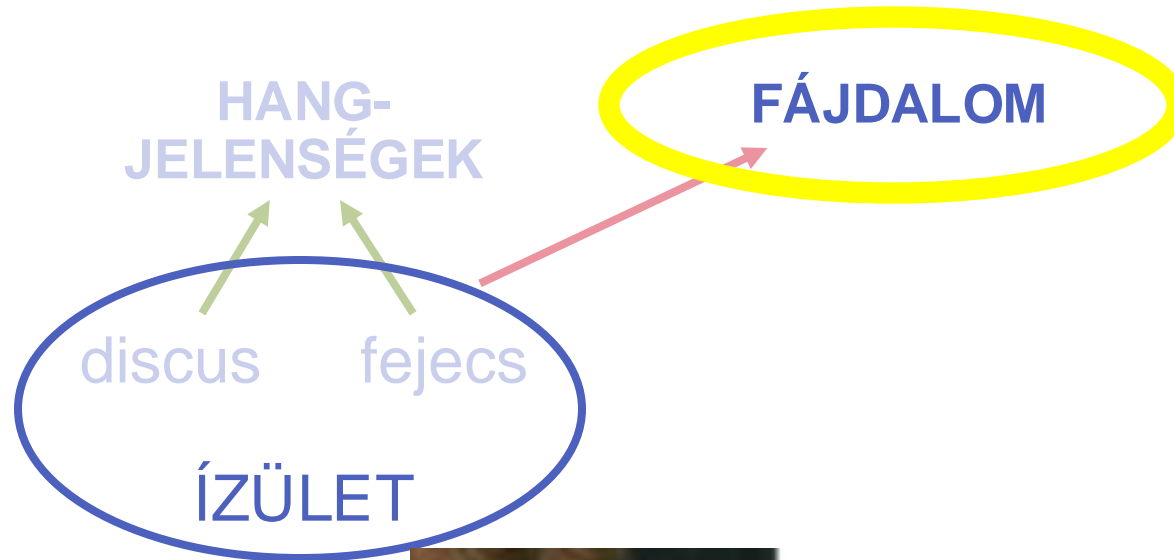 HANG-
JELENSÉGEK
FÁJDALOM
discus fejecs
ÍZÜLET